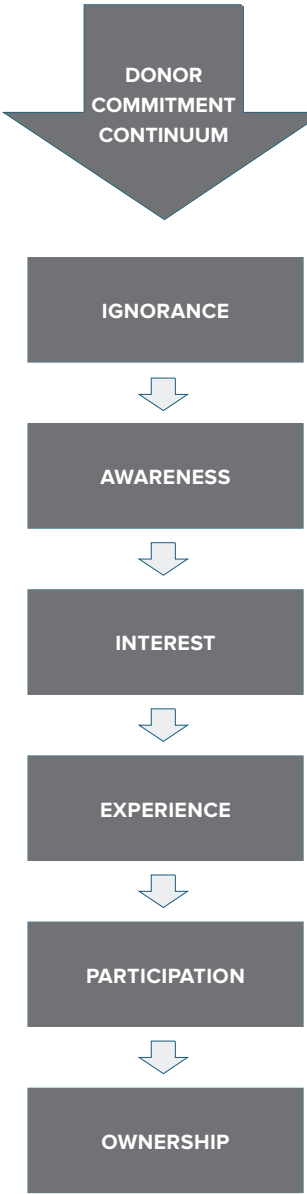 DONOR
COMMITMENT
CONTINUUM
IGNORANCE
AWARENESS
INTEREST
EXPERIENCE
PARTICIPATION
OWNERSHIP